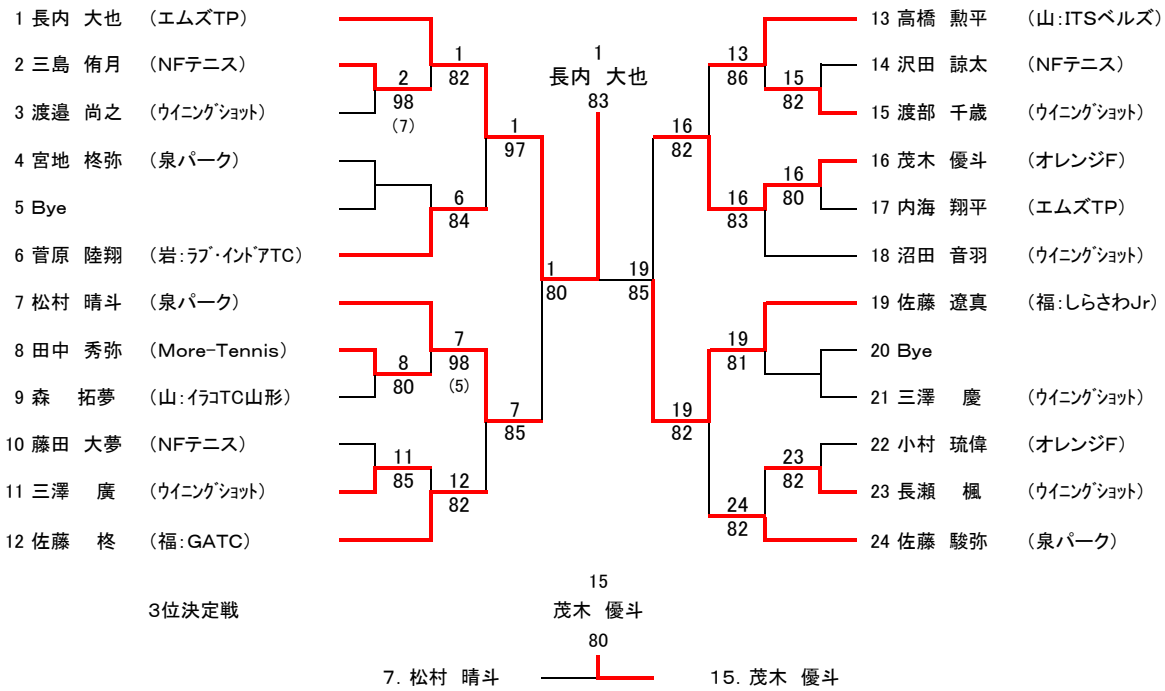 1 長内 大也 (エムズTP)
2 三島 侑月 (NFテニス)
3 渡邉 尚之 (ウイニングショット)
4 宮地 柊弥 (泉パーク)
5 Bye
6 菅原 陸翔 (岩:ラブ・インドアTC)
7 松村 晴斗 (泉パーク)
8 田中 秀弥 (More-Tennis)
9 森 拓夢 (山:イラコTC山形)
10 藤田 大夢 (NFテニス)
11 三澤 廣 (ウイニングショット)
12 佐藤 柊 (福:GATC)
2
98
(7)
8
80
11
85
1
82
6
84
7
98
(5)
12
82
1
97
7
85
1
80
1
長内 大也
83
19
85
16
82
19
82
13
86
16
83
19
81
24
82
15
82
16
80
23
82
13 高橋 勲平 (山:ITSベルズ)
14 沢田 諒太 (NFテニス)
15 渡部 千歳 (ウイニングショット)
16 茂木 優斗 (オレンジF)
17 内海 翔平 (エムズTP)
18 沼田 音羽 (ウイニングショット)
19 佐藤 遼真 (福:しらさわJr)
20 Bye
21 三澤 慶 (ウイニングショット)
22 小村 琉偉 (オレンジF)
23 長瀬 楓 (ウイニングショット)
24 佐藤 駿弥 (泉パーク)
3位決定戦
15
茂木 優斗
80
7. 松村 晴斗
15. 茂木 優斗